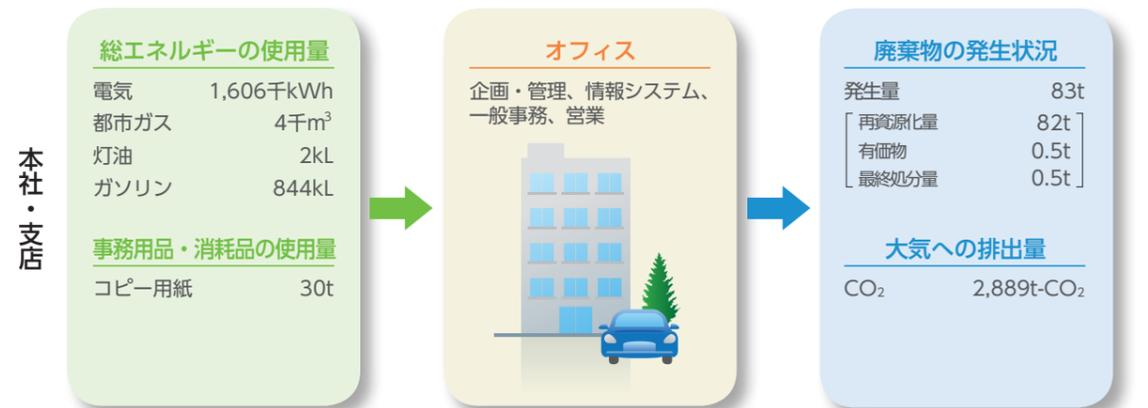 本社・支店
総エネルギーの使用量
電気 1,606千kWh
都市ガス 4千m³
灯油 2kL
ガソリン 844kL
事務用品・消耗品の使用量
コピー用紙 30t
オフィス
企画・管理、情報システム、
一般事務、営業
廃棄物の発生状況
発生量 83t
再資源化量 82t
有価物 0.5t
最終処分量 0.5t
大気への排出量
CO₂ 2,889t-CO₂